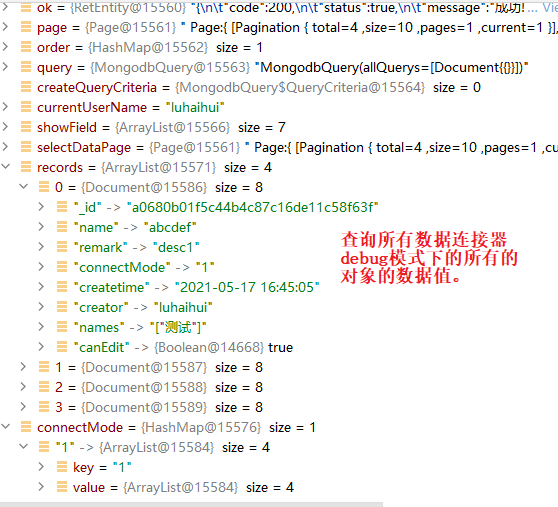 ok = {RetEntity@15560} "{\n\t"code":200,\n\t"status":true,\n\t"message":"成功!... View
page = {Page@15561} " Page:{ [Pagination { total=4 ,size=10 ,pages=1 ,current=1 }],
order = {HashMap@15562} size = 1
query = {MongodbQuery@15563} "MongodbQuery(allQuerys=[Document{{}}])"
createQueryCriteria = {MongodbQuery$QueryCriteria@15564} size = 0
currentUserName = "luhaihui"
showField = {ArrayList@15566} size = 7
selectDataPage = {Page@15561} " Page:{ [Pagination { total=4 ,size=10 ,pages=1 ,cu
records = {ArrayList@15571} size = 4
0 = {Document@15586} size = 8
"_id" -> "a0680b01f5c44b4c87c16de11c58f63f"
"name" -> "abcdef"
"remark" -> "desc1"
"connectMode" -> "1"
"createtime" -> "2021-05-17 16:45:05"
"creator" -> "luhaihui"
"names" -> "["测试"]"
"canEdit" -> {Boolean@14668} true
查询所有数据连接器
debug模式下的所有的
对象的数据值。
1 = {Document@15587} size = 8
2 = {Document@15588} size = 8
3 = {Document@15589} size = 8
connectMode = {HashMap@15576} size = 1
"1" -> {ArrayList@15584} size = 4
key = "1"
value = {ArrayList@15584} size = 4